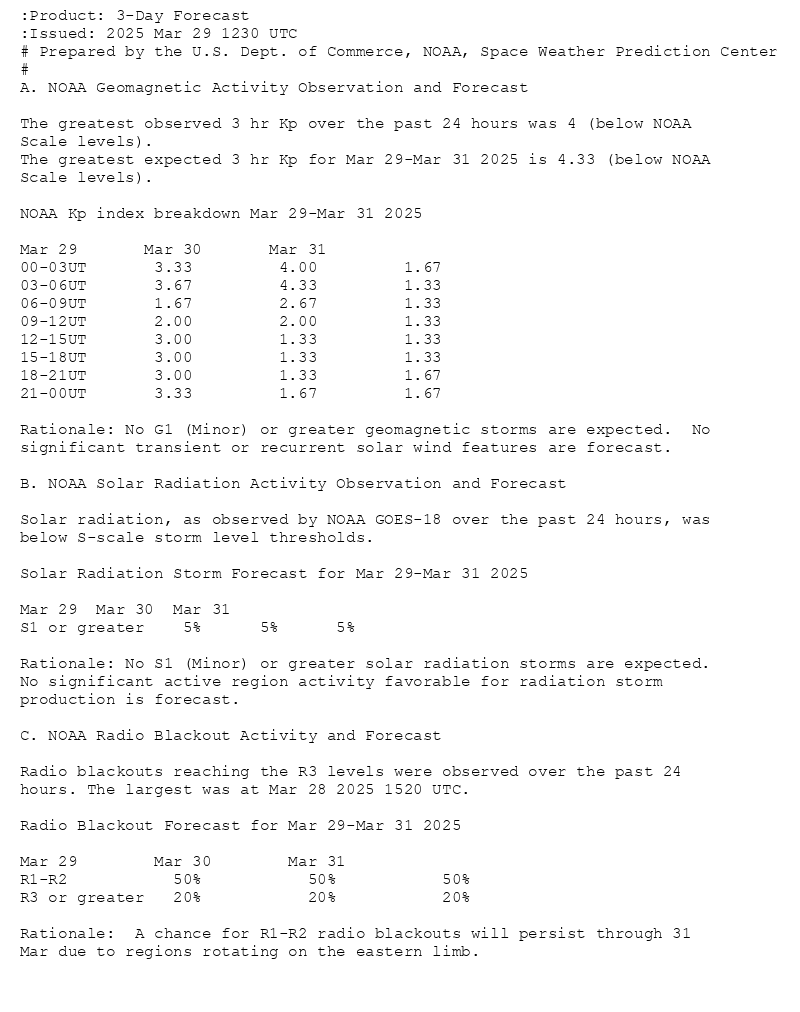 :Product: 3-Day Forecast
:Issued: 2025 Mar 29 1230 UTC
# Prepared by the U.S. Dept. of Commerce, NOAA, Space Weather Prediction Center
#
A. NOAA Geomagnetic Activity Observation and Forecast

The greatest observed 3 hr Kp over the past 24 hours was 4 (below NOAA
Scale levels).
The greatest expected 3 hr Kp for Mar 29-Mar 31 2025 is 4.33 (below NOAA
Scale levels).

NOAA Kp index breakdown Mar 29-Mar 31 2025

Mar 29       Mar 30       Mar 31
00-03UT       3.33         4.00         1.67
03-06UT       3.67         4.33         1.33
06-09UT       1.67         2.67         1.33
09-12UT       2.00         2.00         1.33
12-15UT       3.00         1.33         1.33
15-18UT       3.00         1.33         1.33
18-21UT       3.00         1.33         1.67
21-00UT       3.33         1.67         1.67

Rationale: No G1 (Minor) or greater geomagnetic storms are expected.  No
significant transient or recurrent solar wind features are forecast.

B. NOAA Solar Radiation Activity Observation and Forecast

Solar radiation, as observed by NOAA GOES-18 over the past 24 hours, was
below S-scale storm level thresholds.

Solar Radiation Storm Forecast for Mar 29-Mar 31 2025

Mar 29  Mar 30  Mar 31
S1 or greater    5%      5%      5%

Rationale: No S1 (Minor) or greater solar radiation storms are expected.
No significant active region activity favorable for radiation storm
production is forecast.

C. NOAA Radio Blackout Activity and Forecast

Radio blackouts reaching the R3 levels were observed over the past 24
hours. The largest was at Mar 28 2025 1520 UTC.

Radio Blackout Forecast for Mar 29-Mar 31 2025

Mar 29        Mar 30        Mar 31
R1-R2           50%           50%           50%
R3 or greater   20%           20%           20%

Rationale:  A chance for R1-R2 radio blackouts will persist through 31
Mar due to regions rotating on the eastern limb.